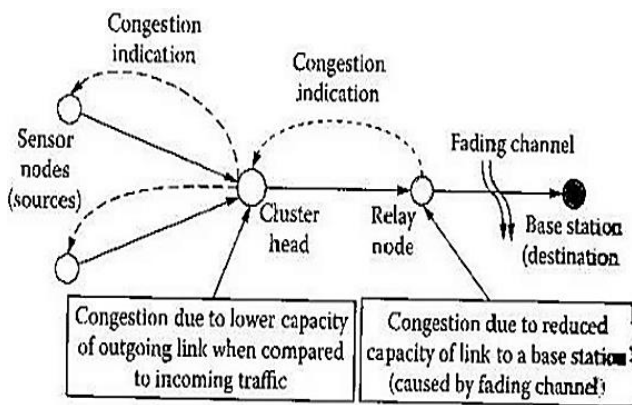 Congestion
indication
Congestion
indication
Sensor
nodes
(sources)
Fading channel
Cluster
head
Relay
node
Base station
(destination
Congestion due to lower capacity
of outgoing link when compared
to incoming traffic
Congestion due to reduced
capacity of link to a base station
(caused by fading channel)